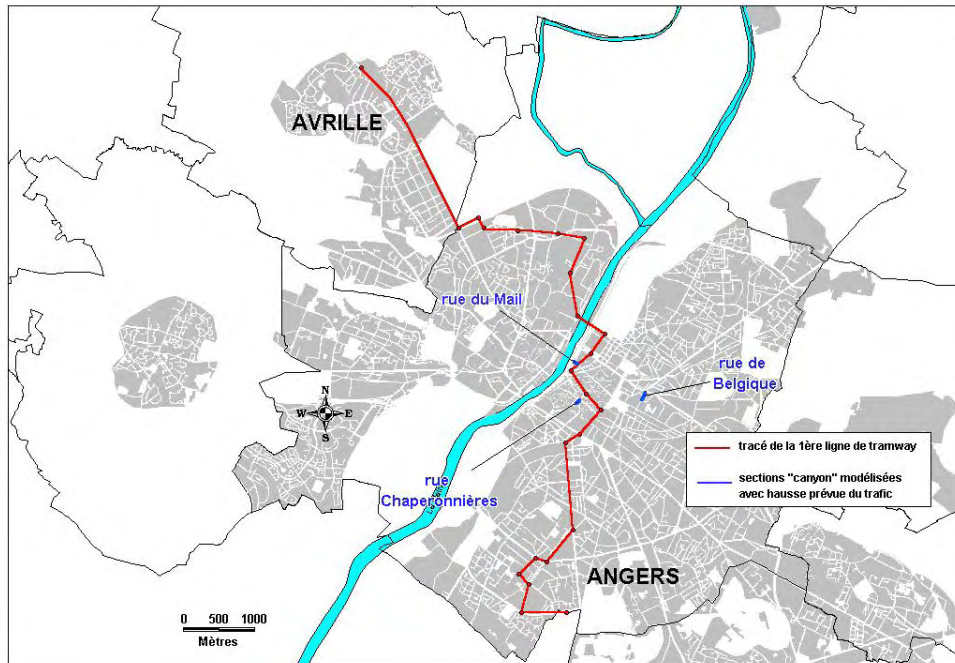 AVRILLE
rue du Mail
rue de
Belgique
N
W E
S
tracé de la 1ère ligne de tramway
sections "canyon" modélisées
avec hausse prévue du trafic
rue
Chaperonnières
ANGERS
0 500 1000
Mètres